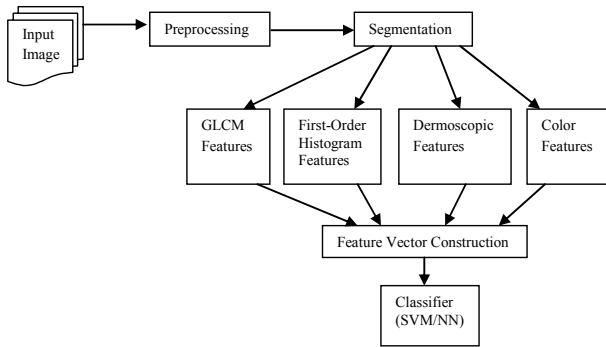 Input
Image
Preprocessing
Segmentation
GLCM
Features
First-Order
Histogram
Features
Dermoscopic
Features
Color
Features
Feature Vector Construction
Classifier
(SVM/NN)